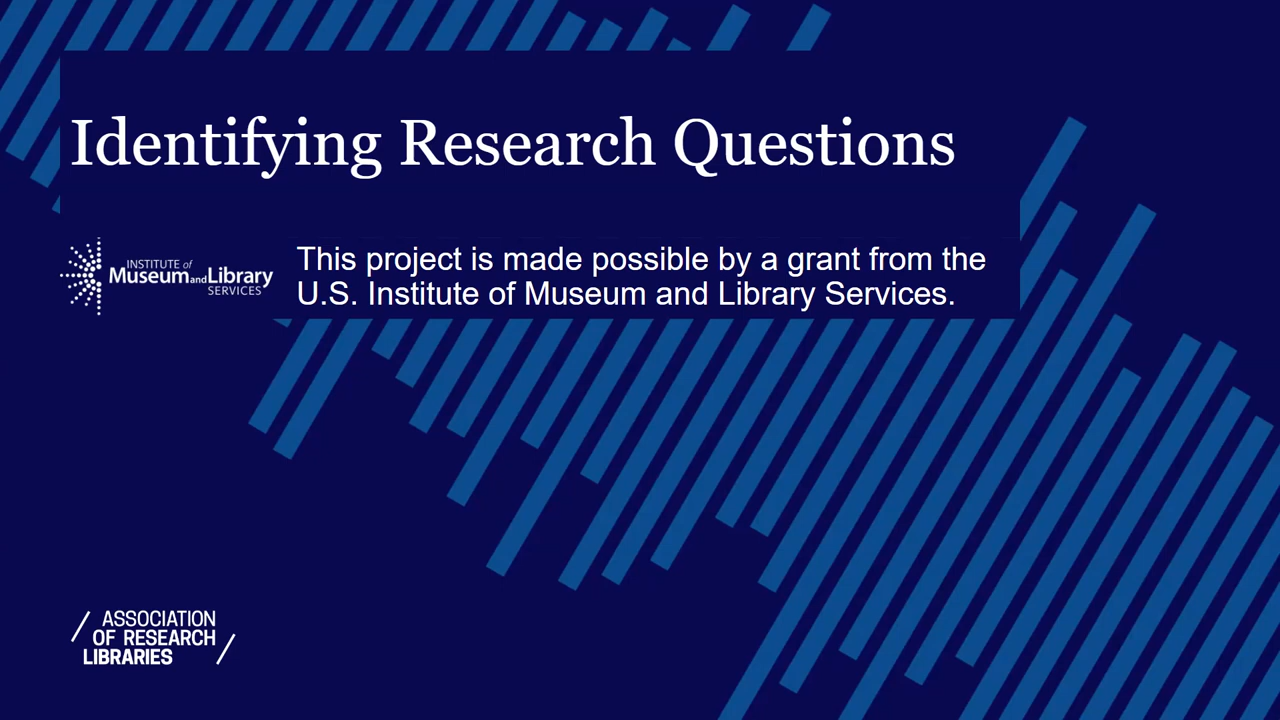 Identifying Research Questions
INSTITUTE of
Museum and Library
SERVICES
This project is made possible by a grant from the
U.S. Institute of Museum and Library Services.
ASSOCIATION
OF RESEARCH
LIBRARIES